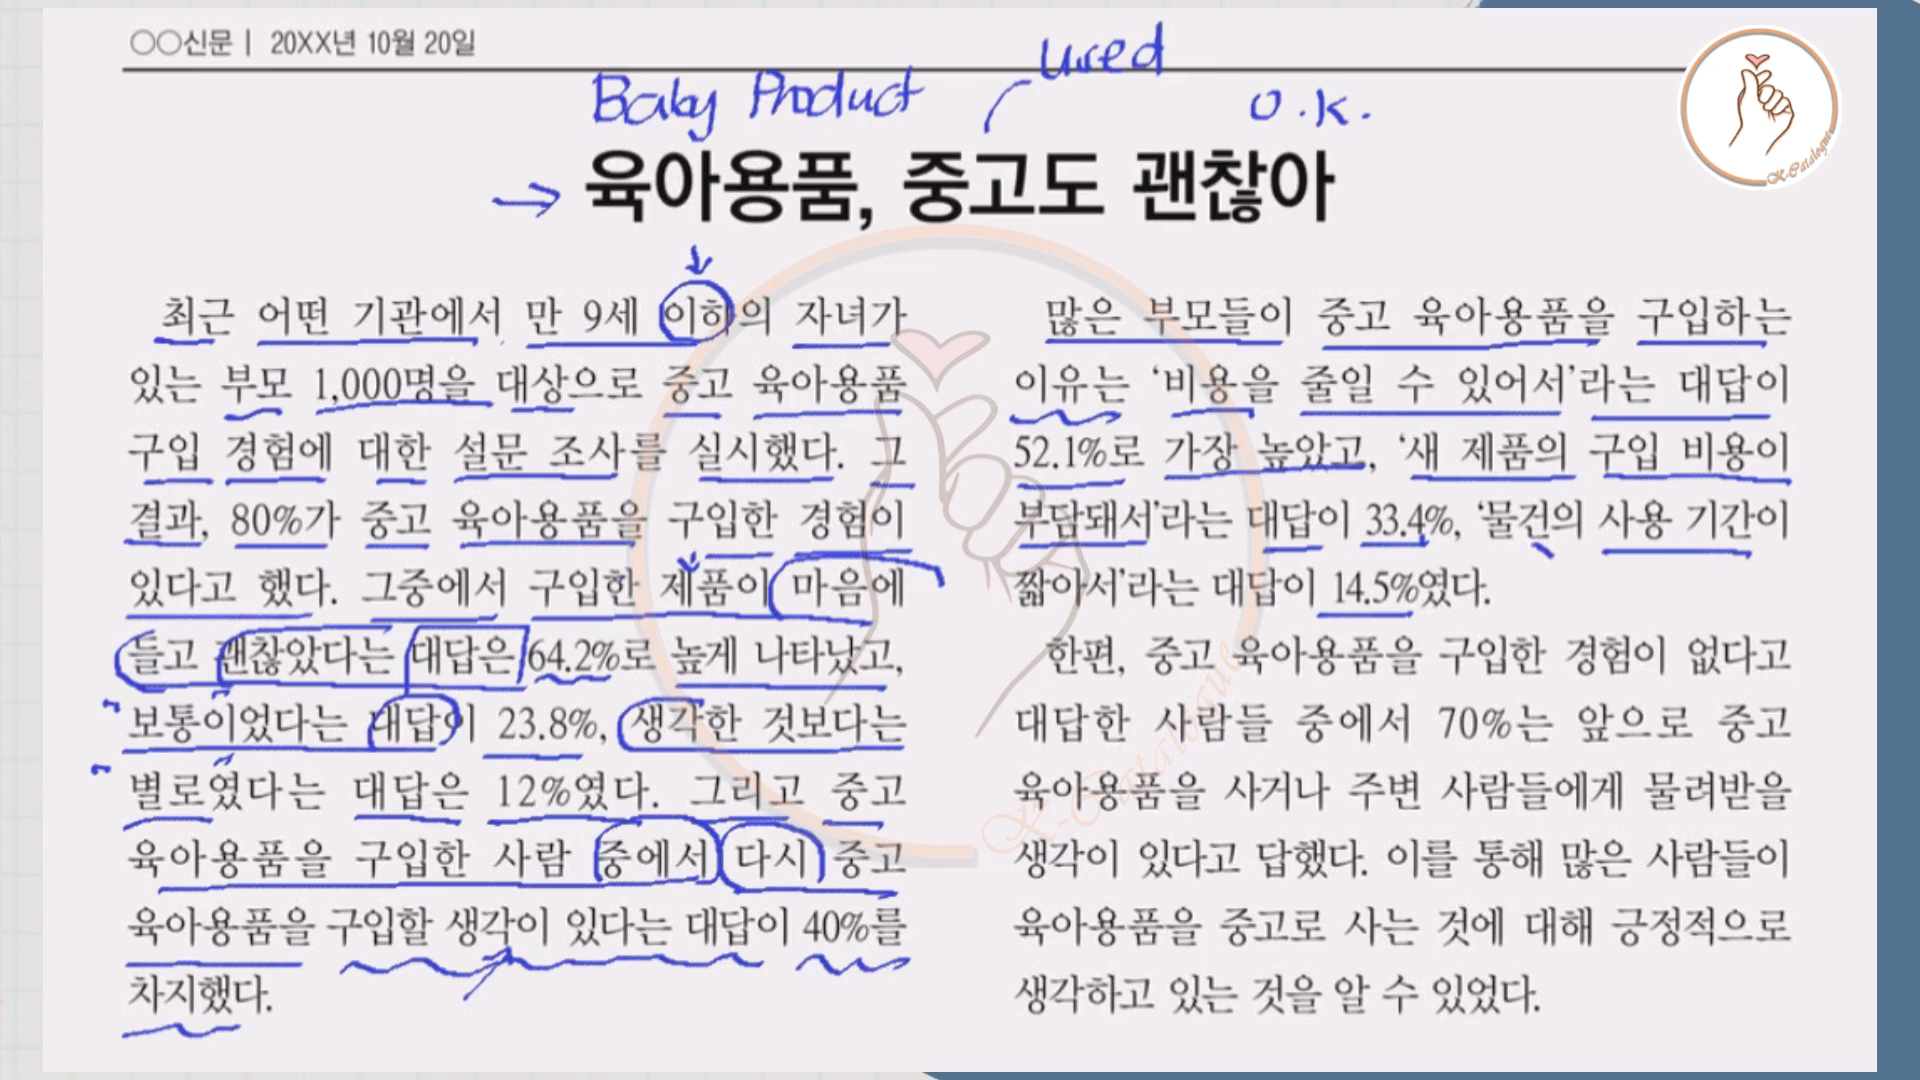 ○○신문 | 20XX년 10월 20일
used
Baby Product
O.K.
→ 육아용품, 중고도 괜찮아
최근 어떤 기관에서 만 9세 이하의 자녀가
있는 부모 1,000명을 대상으로 중고 육아용품
구입 경험에 대한 설문 조사를 실시했다. 그
결과, 80%가 중고 육아용품을 구입한 경험이
있다고 했다. 그중에서 구입한 제품이 마음에
들고 괜찮았다는 대답은 64.2%로 높게 나타났고,
보통이었다는 대답이 23.8%, 생각한 것보다는
별로였다는 대답은 12%였다. 그리고 중고
육아용품을 구입한 사람 중에서 다시 중고
육아용품을 구입할 생각이 있다는 대답이 40%를
차지했다.
많은 부모들이 중고 육아용품을 구입하는
이유는 ‘비용을 줄일 수 있어서’라는 대답이
52.1%로 가장 높았고, ‘새 제품의 구입 비용이
부담돼서’라는 대답이 33.4%, ‘물건의 사용 기간이
짧아서’라는 대답이 14.5%였다.
한편, 중고 육아용품을 구입한 경험이 없다고
대답한 사람들 중에서 70%는 앞으로 중고
육아용품을 사거나 주변 사람들에게 물려받을
생각이 있다고 답했다. 이를 통해 많은 사람들이
육아용품을 중고로 사는 것에 대해 긍정적으로
생각하고 있는 것을 알 수 있었다.
K-Catalogue
K-Catalogue